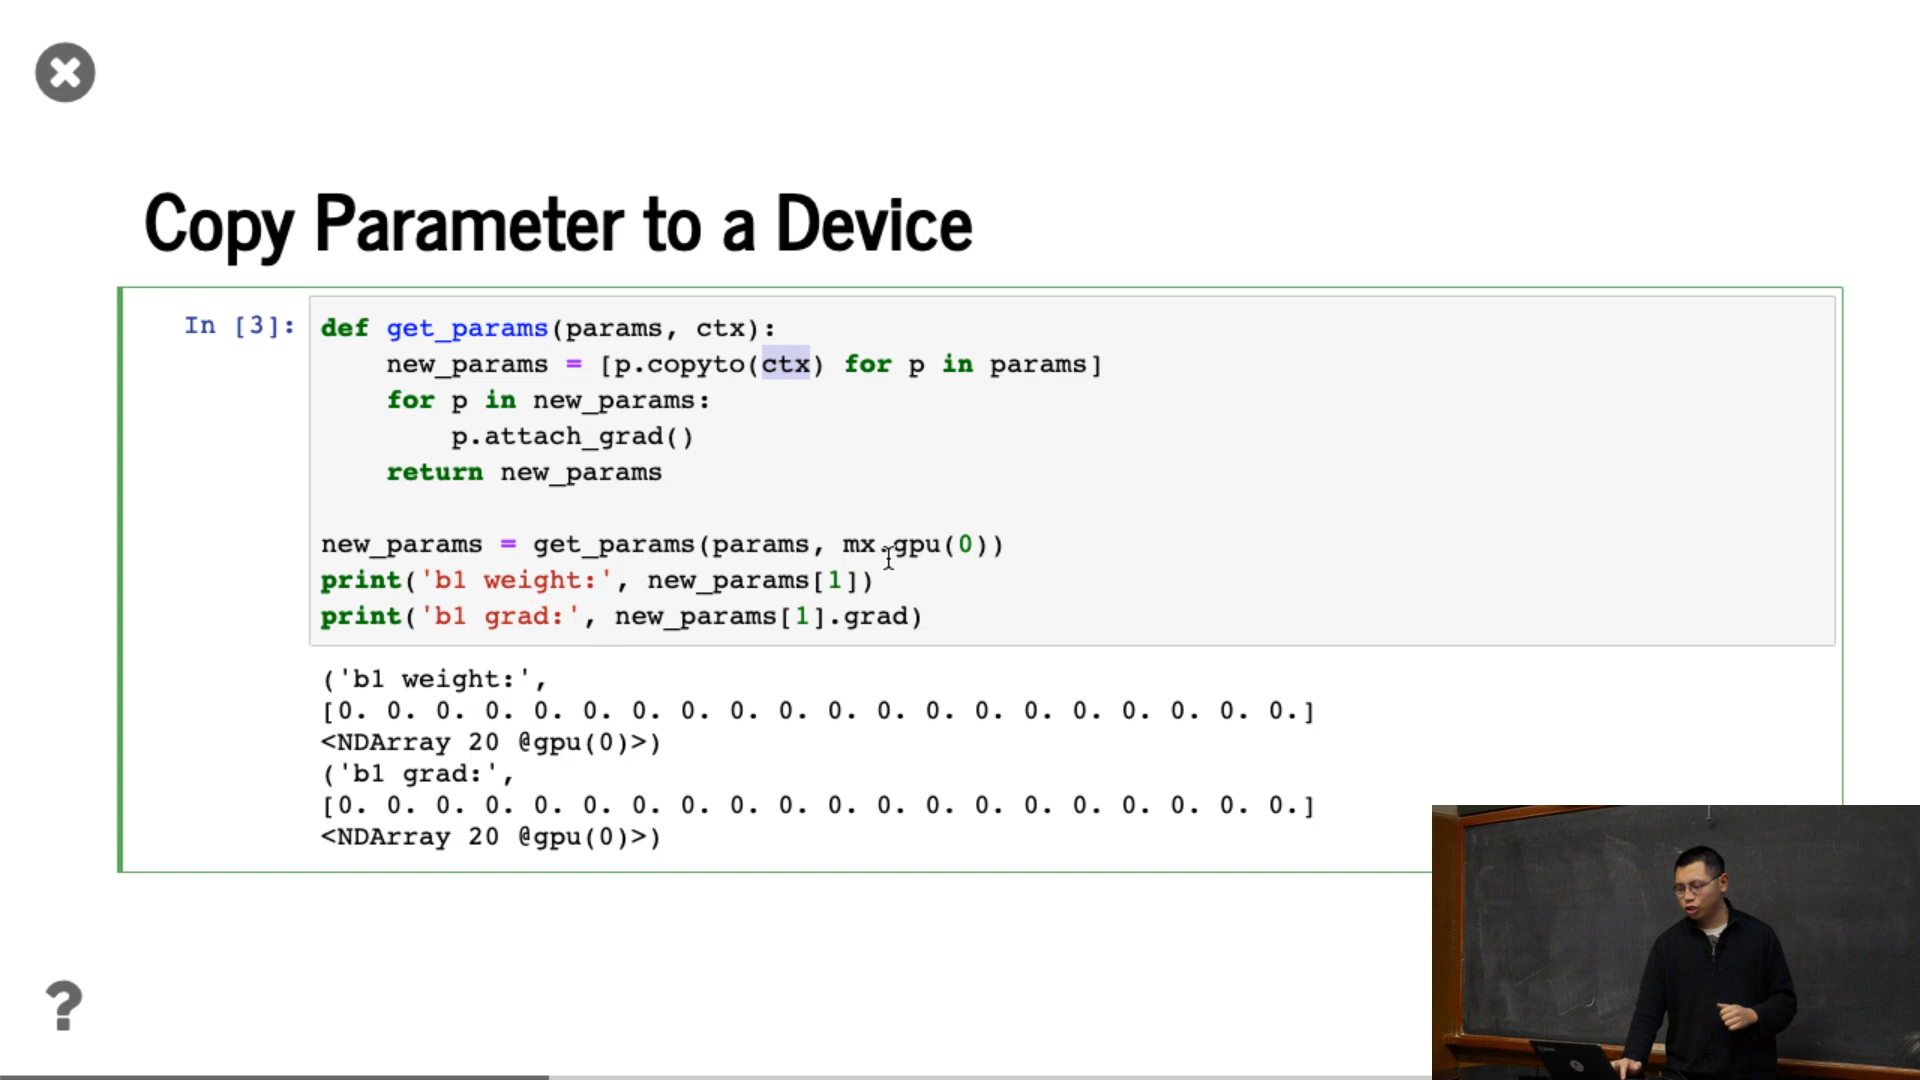 Copy Parameter to a Device
In [3]:
def get_params(params, ctx):
    new_params = [p.copyto(ctx) for p in params]
    for p in new_params:
        p.attach_grad()
    return new_params

new_params = get_params(params, mx.gpu(0))
print('b1 weight:', new_params[1])
print('b1 grad:', new_params[1].grad)
('b1 weight:',
[0. 0. 0. 0. 0. 0. 0. 0. 0. 0. 0. 0. 0. 0. 0. 0. 0. 0. 0. 0.]
<NDArray 20 @gpu(0)>)
('b1 grad:',
[0. 0. 0. 0. 0. 0. 0. 0. 0. 0. 0. 0. 0. 0. 0. 0. 0. 0. 0. 0.]
<NDArray 20 @gpu(0)>)
?